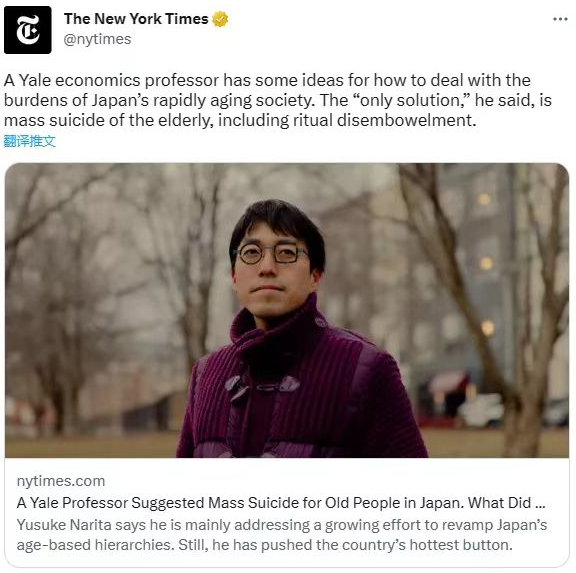 The New York Times
@nytimes
A Yale economics professor has some ideas for how to deal with the
burdens of Japan’s rapidly aging society. The “only solution,” he said, is
mass suicide of the elderly, including ritual disembowelment.
翻译推文
nytimes.com
A Yale Professor Suggested Mass Suicide for Old People in Japan. What Did ...
Yusuke Narita says he is mainly addressing a growing effort to revamp Japan’s
age-based hierarchies. Still, he has pushed the country’s hottest button.